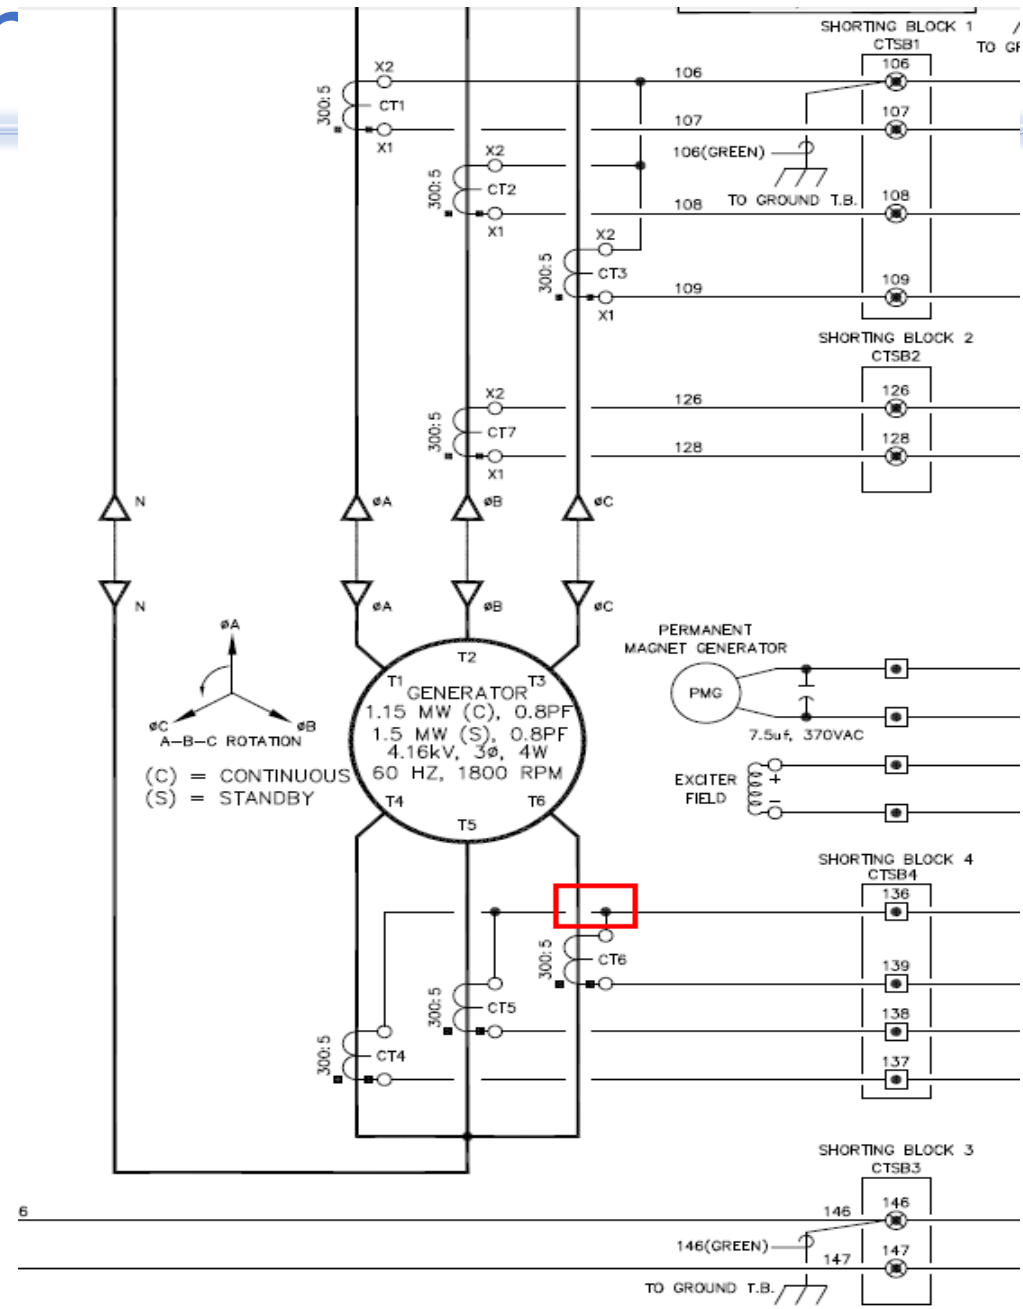 SHORTING BLOCK 1
CTSB1
TO GR
X2
106
106
300:5
CT1
107
107
X1
X2
106(GREEN)
300:5
CT2
TO GROUND T.B.
108
108
X1
X2
300:5
CT3
109
109
X1
SHORTING BLOCK 2
CTSB2
X2
126
126
300:5
CT7
128
128
X1
N
øA
øB
øC
N
øA
øB
øC
øA
øC
øB
A-B-C ROTATION
(C) = CONTINUOUS
(S) = STANDBY
T2
T1
T3
GENERATOR
1.15 MW (C), 0.8PF
1.5 MW (S), 0.8PF
4.16kV, 3ø, 4W
60 HZ, 1800 RPM
T4
T6
T5
PERMANENT
MAGNET GENERATOR
PMG
7.5uf, 370VAC
EXCITER
FIELD
+
-
SHORTING BLOCK 4
CTSB4
136
300:5
CT6
139
300:5
CT5
138
300:5
CT4
137
SHORTING BLOCK 3
CTSB3
6
146
146
146(GREEN)
147
147
TO GROUND T.B.